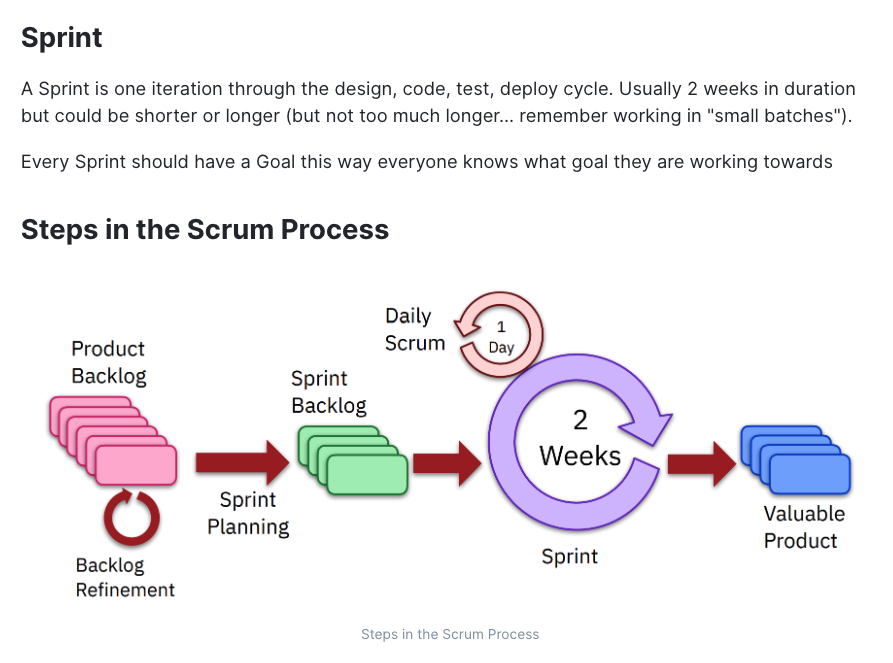 Sprint
A Sprint is one iteration through the design, code, test, deploy cycle. Usually 2 weeks in duration
but could be shorter or longer (but not too much longer... remember working in "small batches").
Every Sprint should have a Goal this way everyone knows what goal they are working towards
Steps in the Scrum Process
Daily
Scrum
1
Day
Product
Backlog
Sprint
Backlog
2
Weeks
Sprint
Planning
Valuable
Product
Sprint
Backlog
Refinement
Steps in the Scrum Process